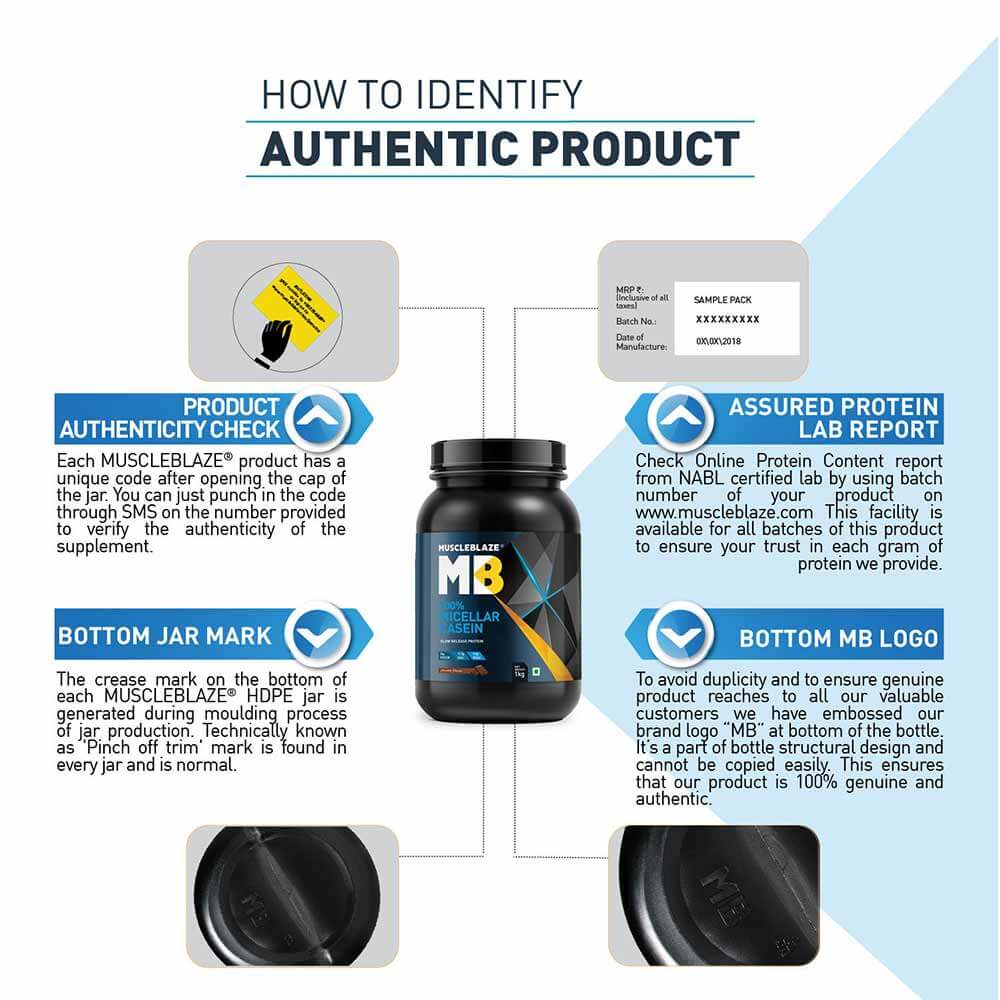 HOW TO IDENTIFY
AUTHENTIC PRODUCT
MRP ₹:
(Inclusive of all
taxes)
Batch No.:
Date of
Manufacture:
SAMPLE PACK
XXXXXXXXX
0X\0X\2018
PRODUCT
AUTHENTICITY CHECK
Each MUSCLEBLAZE® product has a
unique code after opening the cap of
the jar. You can just punch in the code
through SMS on the number provided
to verify the authenticity of the
supplement.
ASSURED PROTEIN
LAB REPORT
Check Online Protein Content report
from NABL certified lab by using batch
number of your product on
www.muscleblaze.com This facility is
available for all batches of this product
to ensure your trust in each gram of
protein we provide.
MUSCLEBLAZE®
MB
100%
MICELLAR
CASEIN
SLOW RELEASE PROTEIN
1kg
BOTTOM JAR MARK
The crease mark on the bottom of
each MUSCLEBLAZE® HDPE jar is
generated during moulding process
of jar production. Technically known
as 'Pinch off trim' mark is found in
every jar and is normal.
BOTTOM MB LOGO
To avoid duplicity and to ensure genuine
product reaches to all our valuable
customers we have embossed our
brand logo "MB" at bottom of the bottle.
It's a part of bottle structural design and
cannot be copied easily. This ensures
that our product is 100% genuine and
authentic.
MB
MB